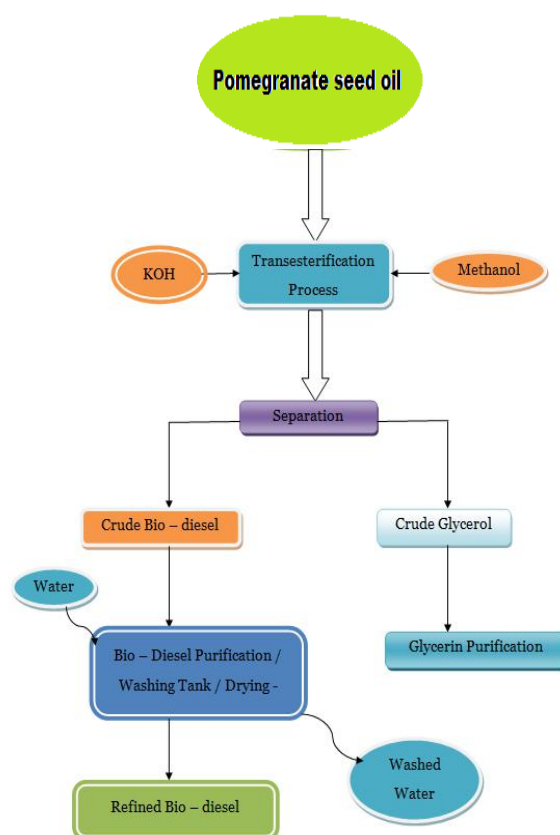 Pomegranate seed oil
KOH
Transesterification
Process
Methanol
Separation
Crude Bio – diesel
Crude Glycerol
Water
Bio – Diesel Purification /
Washing Tank / Drying -
Glycerin Purification
Washed
Water
Refined Bio – diesel